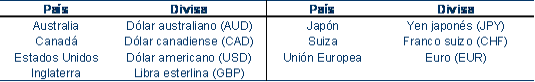 País Divisa País Divisa
Australia Dólar australiano (AUD) Japón Yen japonés (JPY)
Canadá Dólar canadiense (CAD) Suiza Franco suizo (CHF)
Estados Unidos Dólar americano (USD) Unión Europea Euro (EUR)
Inglaterra Libra esterlina (GBP)